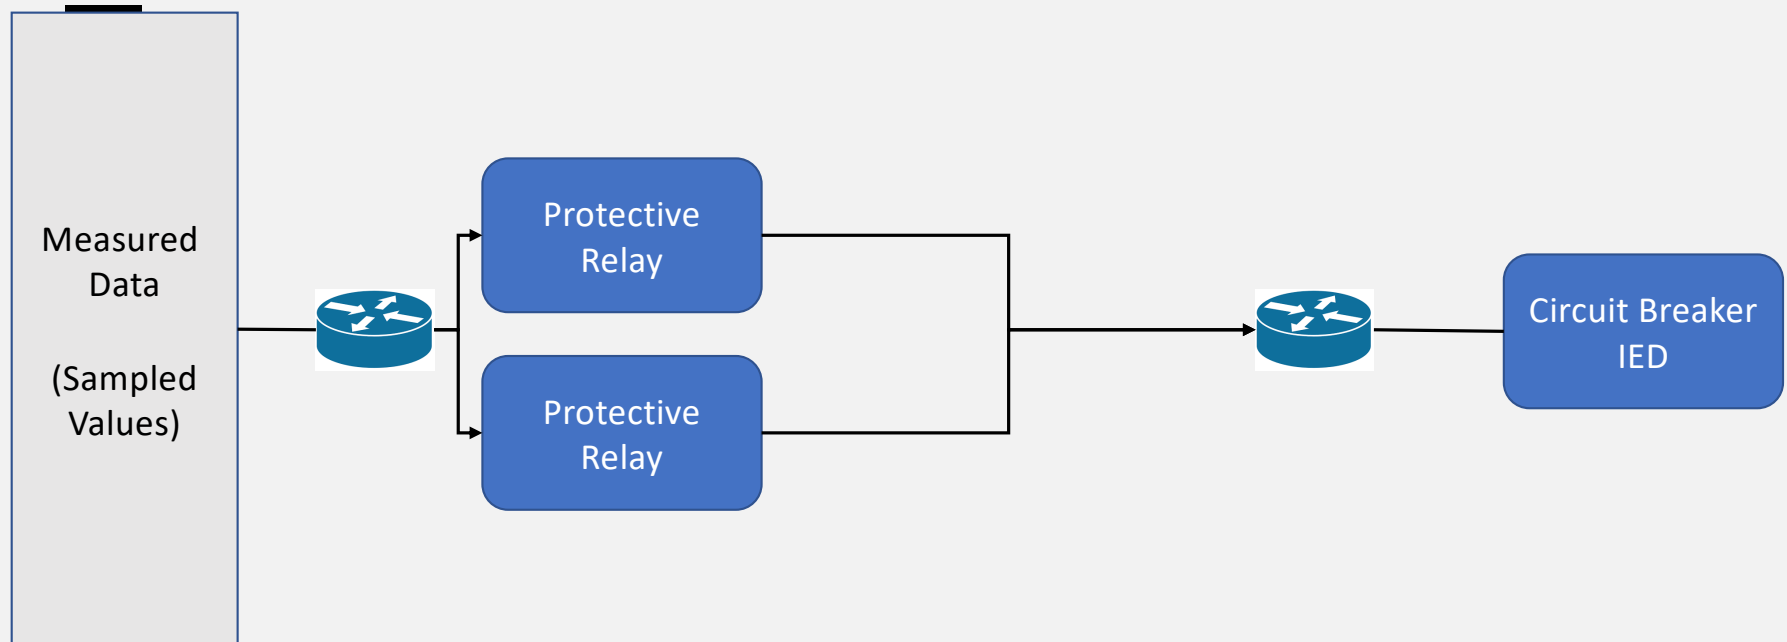 Measured
Data
(Sampled
Values)
Protective
Relay
Protective
Relay
Circuit Breaker
IED